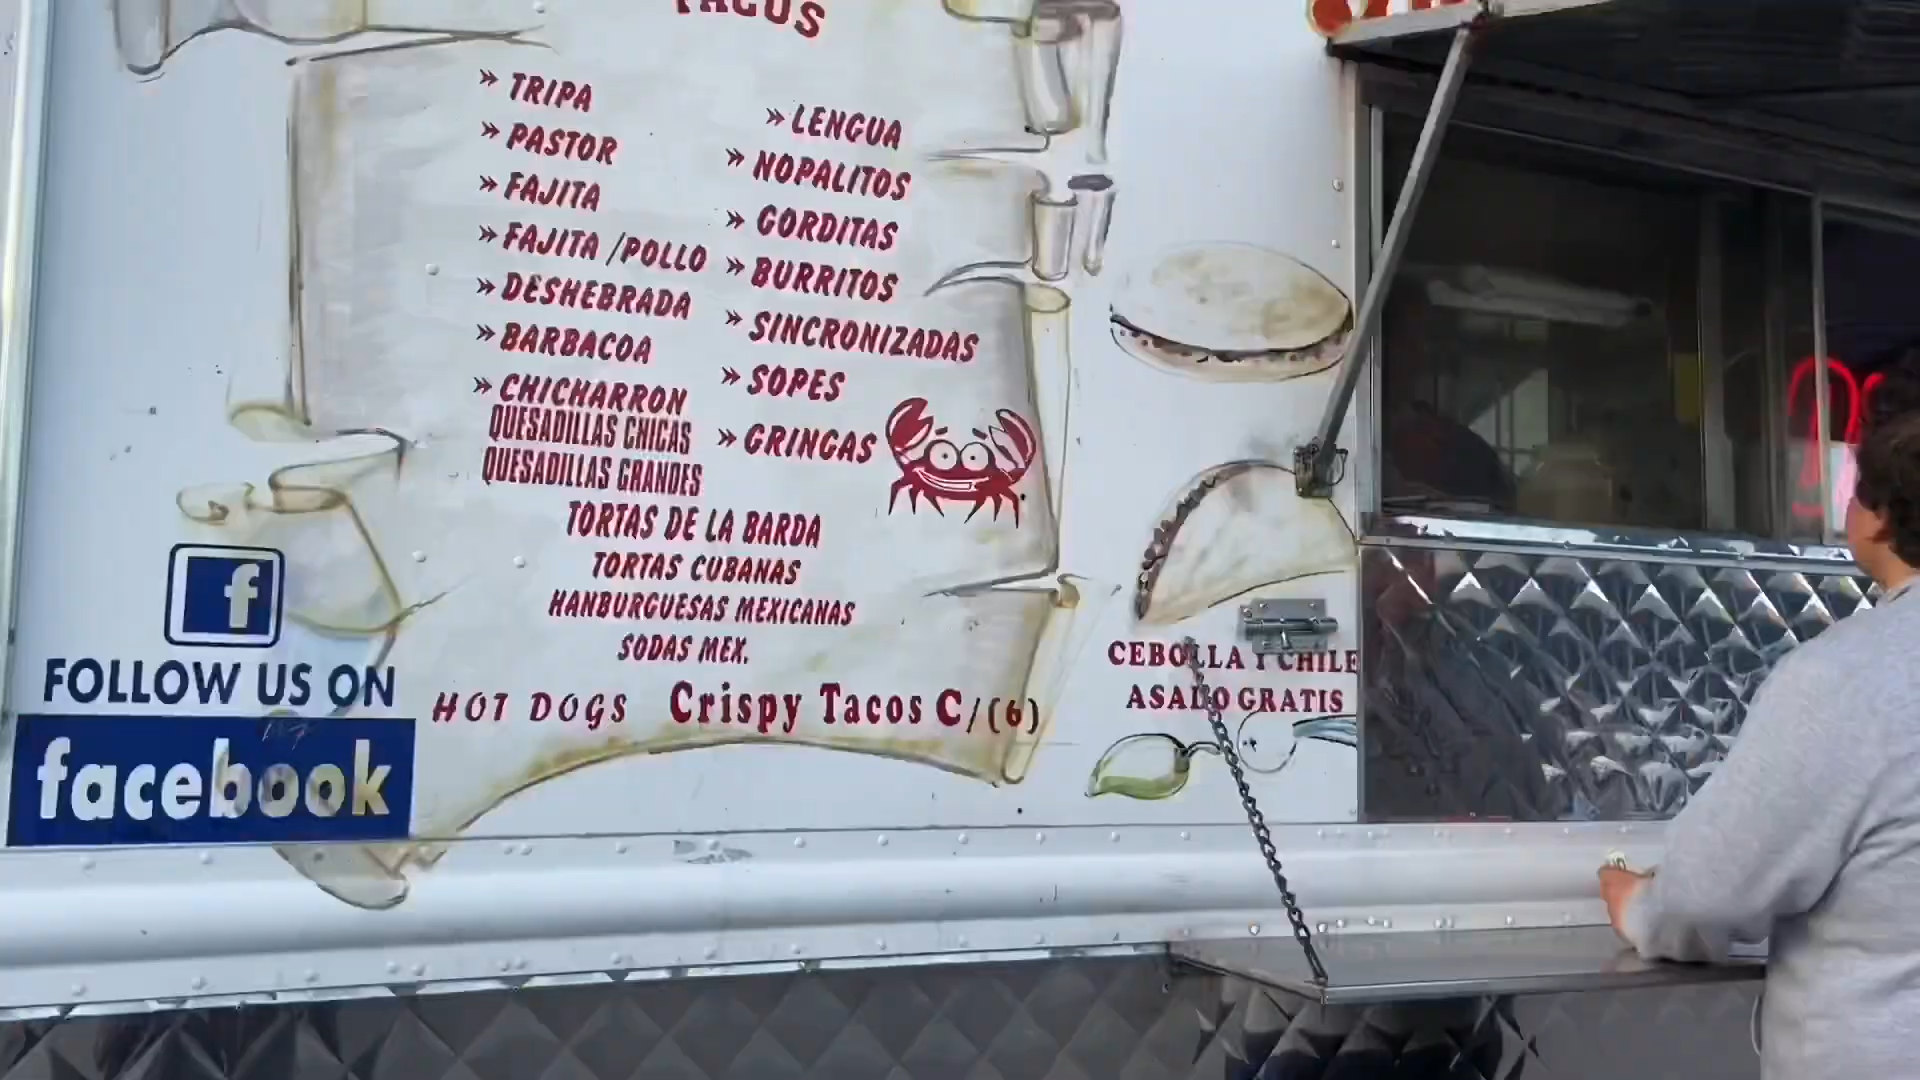 TACOS
» TRIPA
» PASTOR
» FAJITA
» FAJITA /POLLO
» DESHEBRADA
» BARBACOA
» CHICHARRON
QUESADILLAS CHICAS
QUESADILLAS GRANDES
» LENGUA
» NOPALITOS
» GORDITAS
» BURRITOS
» SINCRONIZADAS
» SOPES
» GRINGAS
TORTAS DE LA BARDA
TORTAS CUBANAS
HANBURGUESAS MEXICANAS
SODAS MEX.
HOT DOGS Crispy Tacos C/(6)
f
FOLLOW US ON
facebook
CEBOLLA Y CHILE
ASADO GRATIS